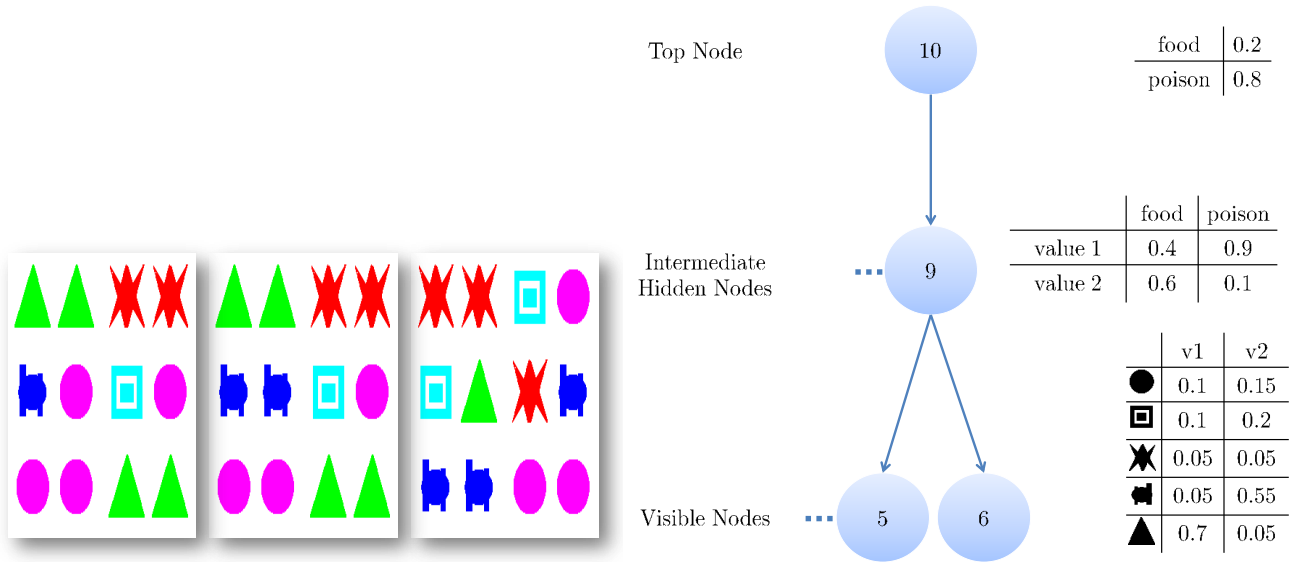 Top Node
10
food 0.2
poison 0.8
Intermediate
Hidden Nodes
9
food poison
value 1 0.4 0.9
value 2 0.6 0.1
Visible Nodes
5 6
v1 v2
0.1 0.15
0.1 0.2
0.05 0.05
0.05 0.55
0.7 0.05